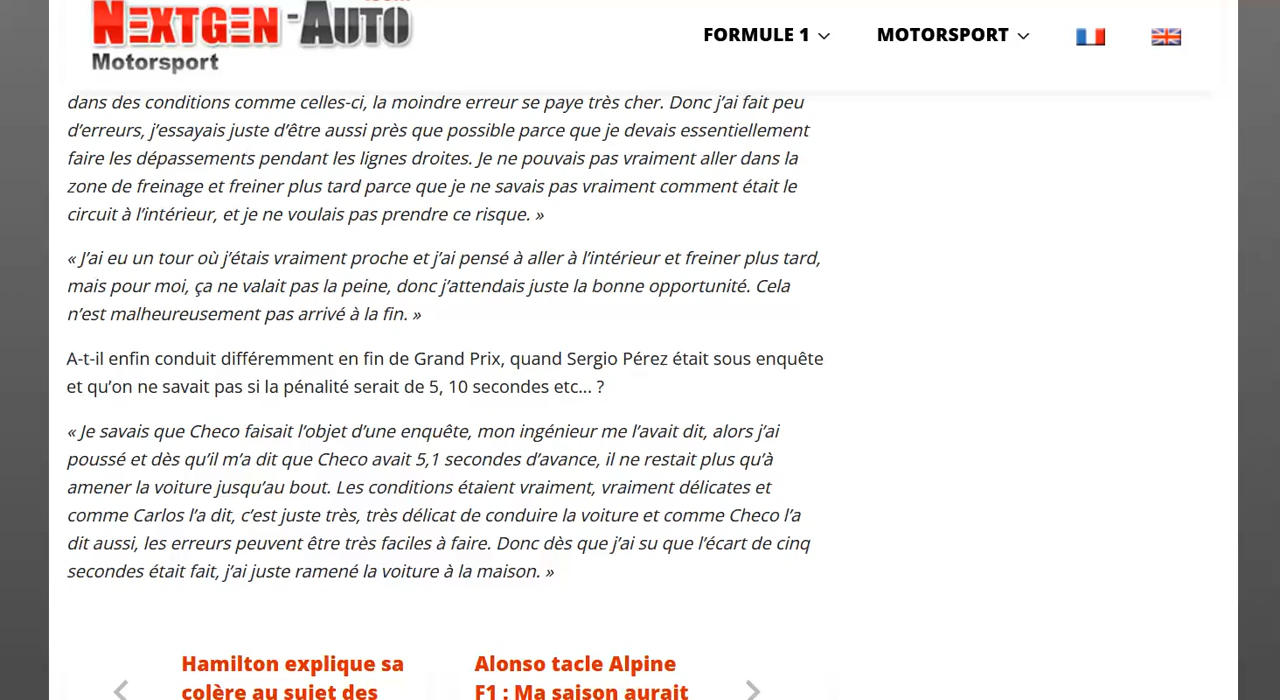 NEXTGEN-AUTO
Motorsport
FORMULE 1
MOTORSPORT
dans des conditions comme celles-ci, la moindre erreur se paye très cher. Donc j’ai fait peu
d’erreurs, j’essayais juste d’être aussi près que possible parce que je devais essentiellement
faire les dépassements pendant les lignes droites. Je ne pouvais pas vraiment aller dans la
zone de freinage et freiner plus tard parce que je ne savais pas vraiment comment était le
circuit à l’intérieur, et je ne voulais pas prendre ce risque. »
« J’ai eu un tour où j’étais vraiment proche et j’ai pensé à aller à l’intérieur et freiner plus tard,
mais pour moi, ça ne valait pas la peine, donc j’attendais juste la bonne opportunité. Cela
n’est malheureusement pas arrivé à la fin. »
A-t-il enfin conduit différemment en fin de Grand Prix, quand Sergio Pérez était sous enquête
et qu’on ne savait pas si la pénalité serait de 5, 10 secondes etc... ?
« Je savais que Checo faisait l’objet d’une enquête, mon ingénieur me l’avait dit, alors j’ai
poussé et dès qu’il m’a dit que Checo avait 5,1 secondes d’avance, il ne restait plus qu’à
amener la voiture jusqu’au bout. Les conditions étaient vraiment, vraiment délicates et
comme Carlos l’a dit, c’est juste très, très délicat de conduire la voiture et comme Checo l’a
dit aussi, les erreurs peuvent être très faciles à faire. Donc dès que j’ai su que l’écart de cinq
secondes était fait, j’ai juste ramené la voiture à la maison. »
Hamilton explique sa
colère au sujet des
Alonso tacle Alpine
F1 : Ma saison aurait